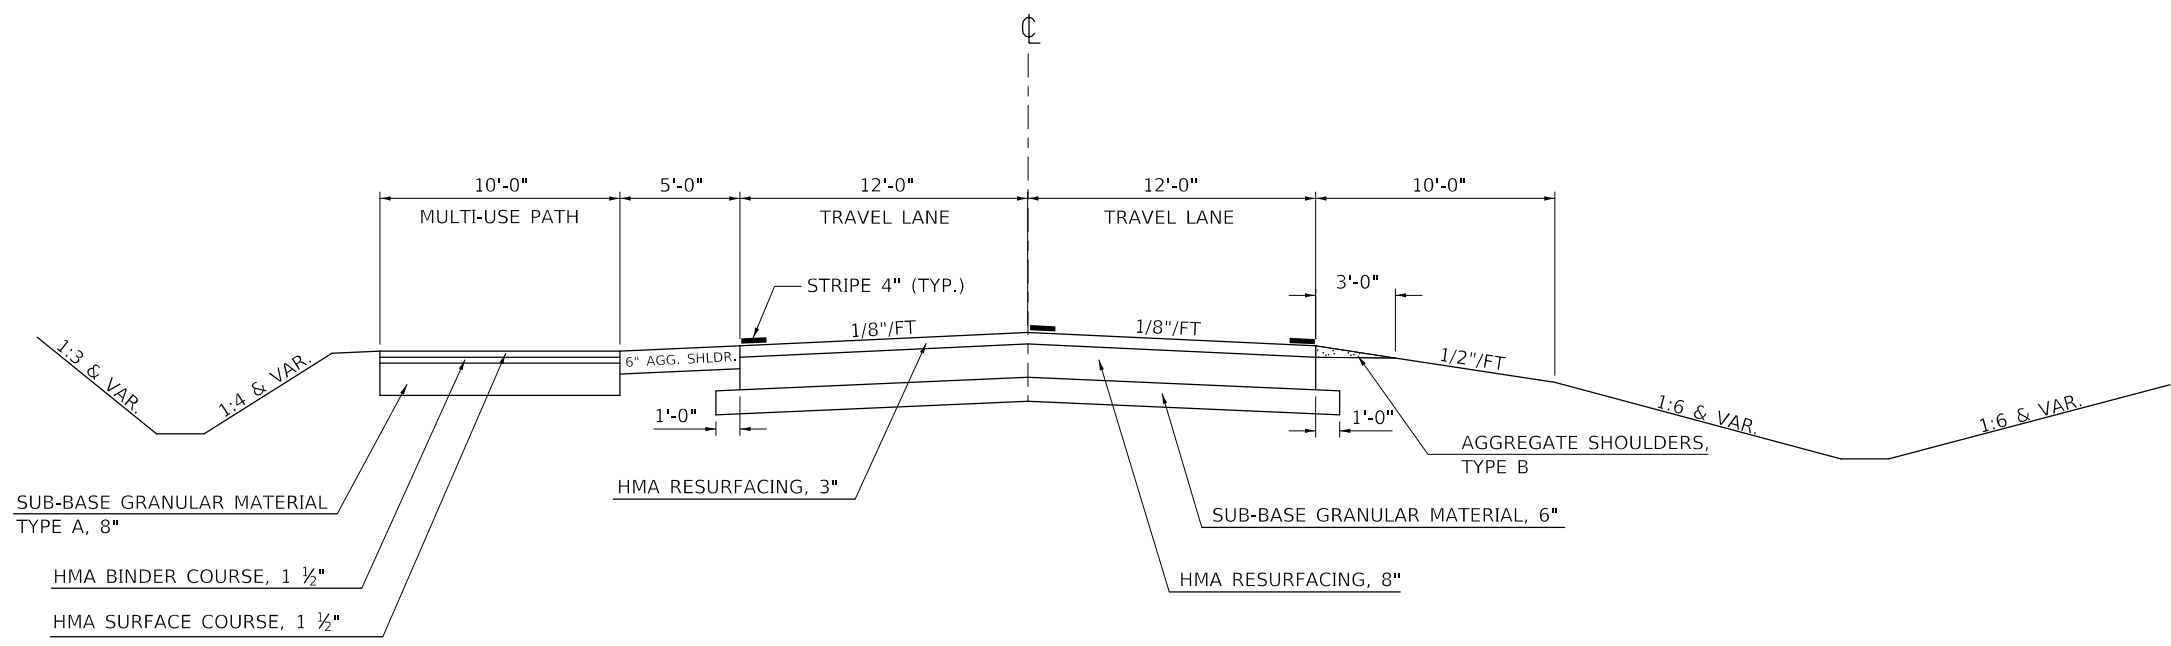 ℄
10'-0"
5'-0"
12'-0"
12'-0"
10'-0"
MULTI-USE PATH
TRAVEL LANE
TRAVEL LANE
3'-0"
STRIPE 4" (TYP.)
1/8"/FT
1/8"/FT
1:3 & VAR.
1:4 & VAR.
6" AGG. SHLDR.
1/2"/FT
1:6 & VAR.
1:6 & VAR.
1'-0"
1'-0"
AGGREGATE SHOULDERS,
TYPE B
HMA RESURFACING, 3"
SUB-BASE GRANULAR MATERIAL
TYPE A, 8"
SUB-BASE GRANULAR MATERIAL, 6"
HMA BINDER COURSE, 1 ½"
HMA RESURFACING, 8"
HMA SURFACE COURSE, 1 ½"